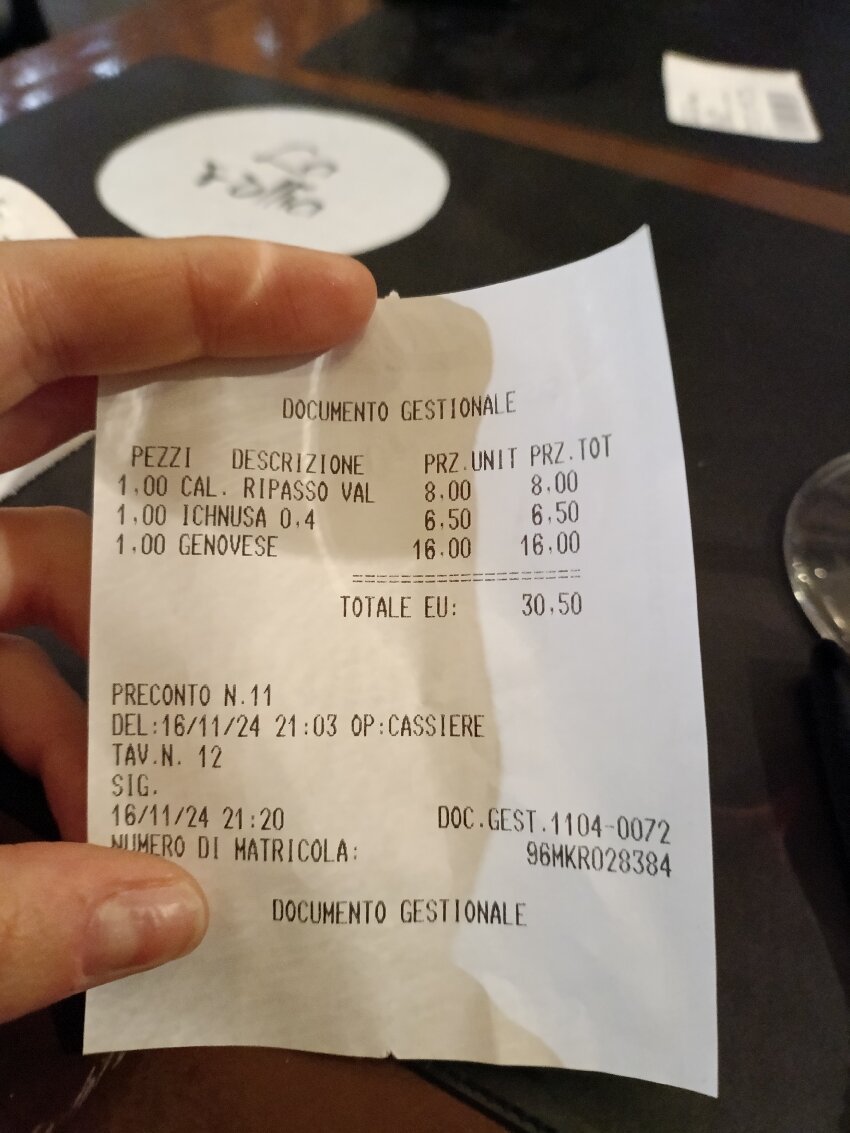 DOCUMENTO GESTIONALE
PEZZI DESCRIZIONE PRZ.UNIT PRZ.TOT
1,00 CAL. RIPASSO VAL 8,00 8,00
1,00 ICHNUSA 0,4 6,50 6,50
1,00 GENOVESE 16,00 16,00
==========================
TOTALE EU: 30,50
PRECONTO N.11
DEL:16/11/24 21:03 OP:CASSIERE
TAV.N. 12
SIG.
16/11/24 21:20 DOC.GEST.1104-0072
NUMERO DI MATRICOLA: 96MKR028384
DOCUMENTO GESTIONALE